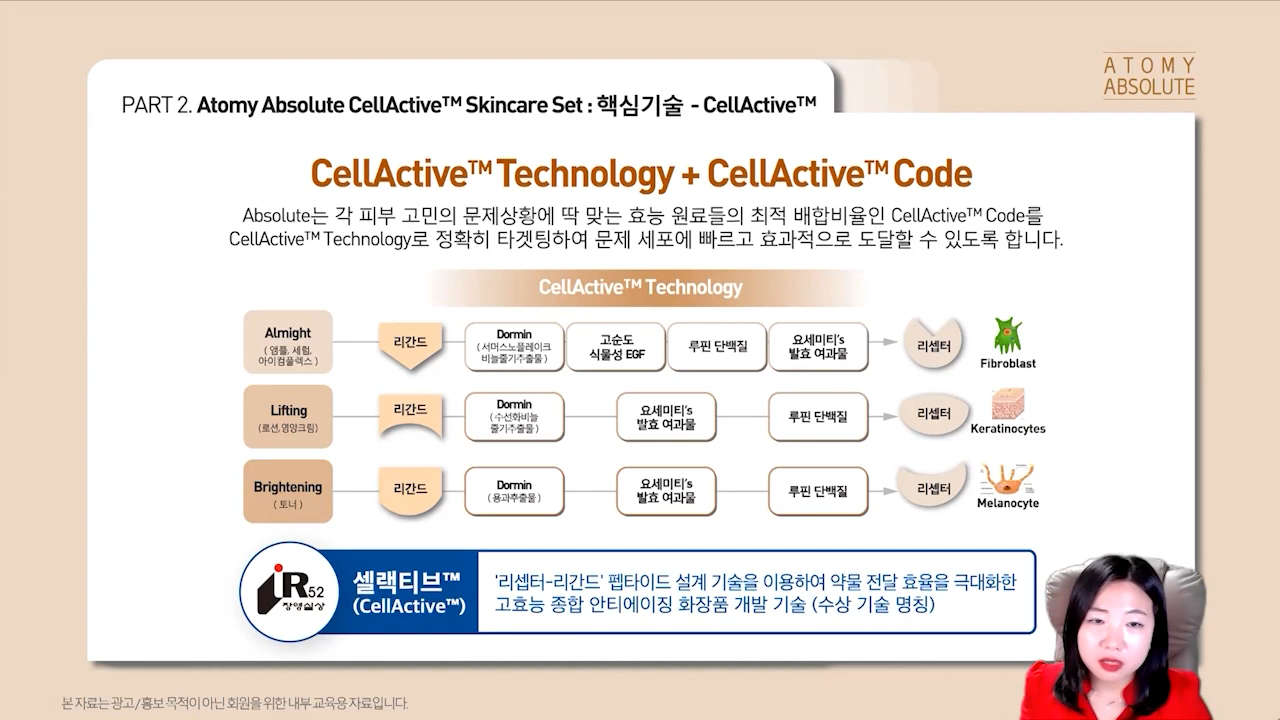 ATOMY
ABSOLUTE
PART 2. Atomy Absolute CellActive™ Skincare Set : 핵심기술 - CellActive™
CellActive™ Technology + CellActive™ Code
Absolute는 각 피부 고민의 문제상황에 딱 맞는 효능 원료들의 최적 배합비율인 CellActive™ Code를
CellActive™ Technology로 정확히 타겟팅하여 문제 세포에 빠르고 효과적으로 도달할 수 있도록 합니다.
CellActive™ Technology
Almight
( 앰플, 세럼,
아이컴플렉스 )
리간드
Dormin
( 서머스노플레이크
비늘줄기추출물 )
고순도
식물성 EGF
루핀 단백질
요세미티's
발효 여과물
리셉터
Fibroblast
Lifting
(로션,영양크림)
리간드
Dormin
( 수선화비늘
줄기추출물 )
요세미티's
발효 여과물
루핀 단백질
리셉터
Keratinocytes
Brightening
( 토너 )
리간드
Dormin
( 용과추출물 )
요세미티's
발효 여과물
루핀 단백질
리셉터
Melanocyte
iR52
장영실상
셀랙티브™
(CellActive™)
'리셉터-리간드' 펩타이드 설계 기술을 이용하여 약물 전달 효율을 극대화한
고효능 종합 안티에이징 화장품 개발 기술 (수상 기술 명칭)
본 자료는 광고/홍보 목적이 아닌 회원을 위한 내부 교육용 자료입니다.